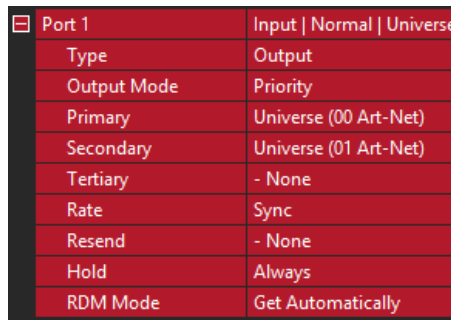 Port 1 Input | Normal | Universe
Type Output
Output Mode Priority
Primary Universe (00 Art-Net)
Secondary Universe (01 Art-Net)
Tertiary - None
Rate Sync
Resend - None
Hold Always
RDM Mode Get Automatically